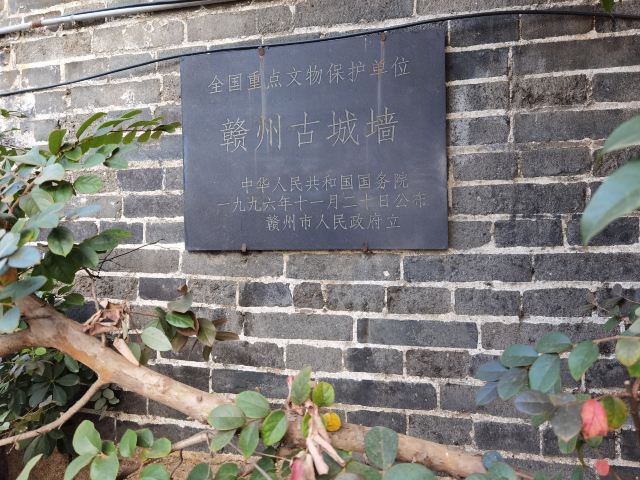 全国重点文物保护单位
赣州古城墙
中华人民共和国国务院
一九九六年十一月二十日公布
赣州市人民政府立